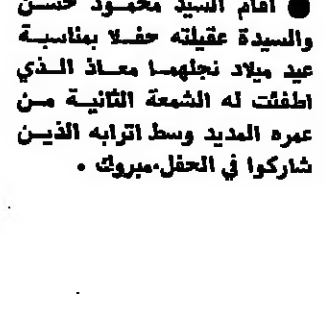 ● اقام السيد محمود حسن
والسيدة عقيلته حفلا بمناسبة
عيد ميلاد نجلهما معاذ الذي
اطفئت له الشمعة الثانية من
عمره المديد وسط اترابه الذين
شاركوا في الحفل.مبروك .